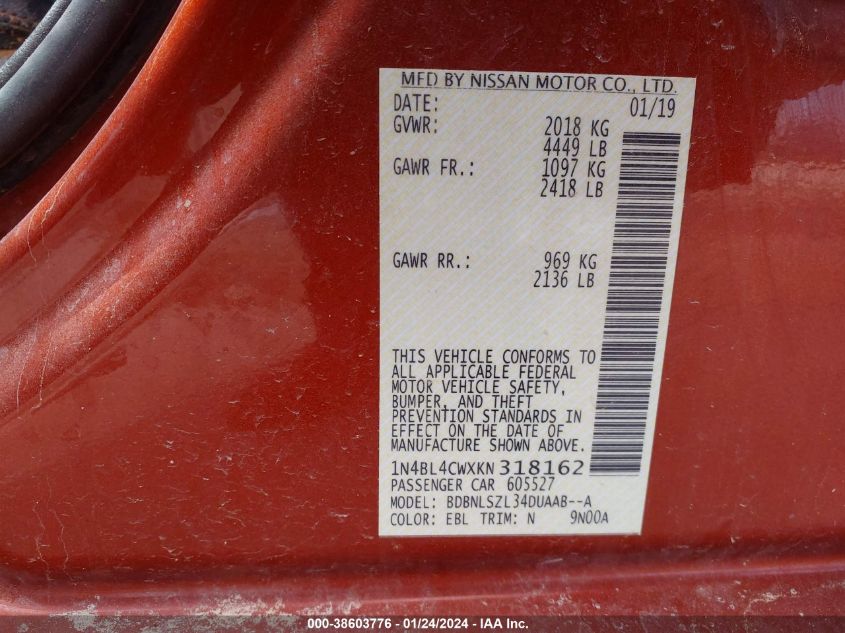 MFD BY NISSAN MOTOR CO., LTD.
DATE: 01/19
GVWR: 2018 KG
4449 LB
GAWR FR.: 1097 KG
2418 LB
GAWR RR.: 969 KG
2136 LB
THIS VEHICLE CONFORMS TO
ALL APPLICABLE FEDERAL
MOTOR VEHICLE SAFETY,
BUMPER, AND THEFT
PREVENTION STANDARDS IN
EFFECT ON THE DATE OF
MANUFACTURE SHOWN ABOVE.
1N4BL4CWXKN318162
PASSENGER CAR 605527
MODEL: BDBNLSZL34DUAAB--A
COLOR: EBL TRIM: N 9N00A
000-38603776 - 01/24/2024 - IAA Inc.